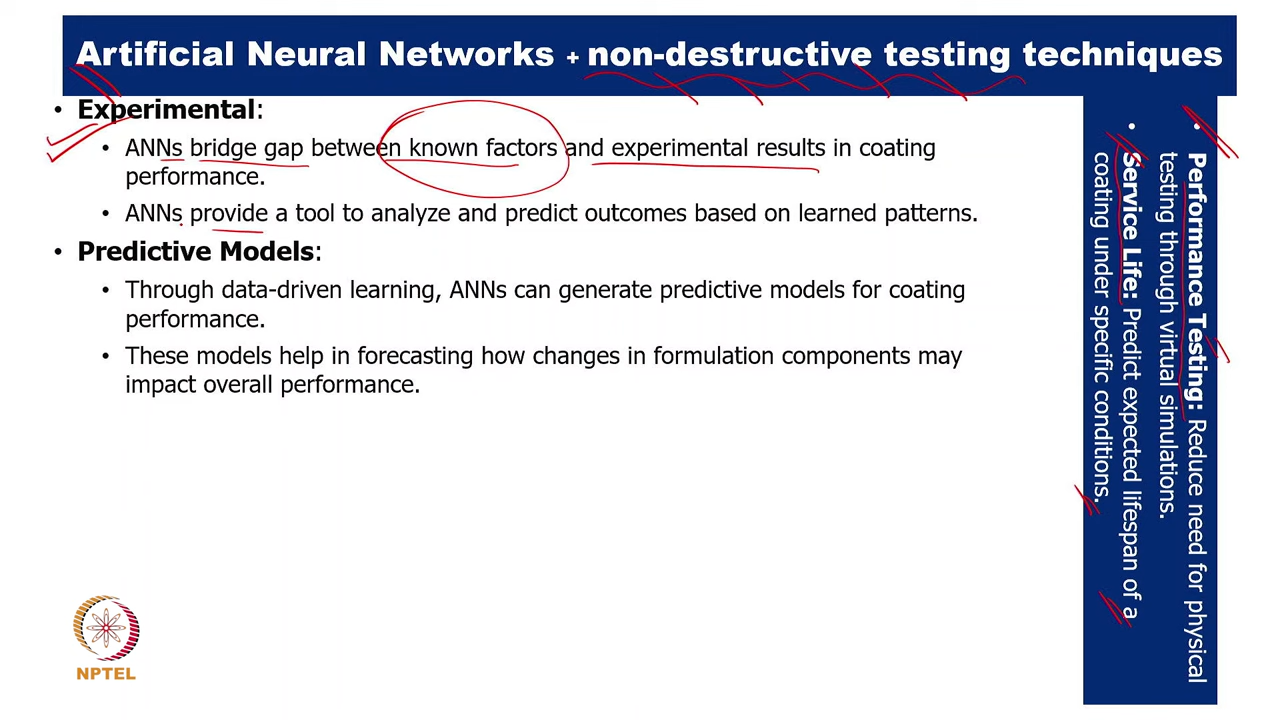 Artificial Neural Networks + non-destructive testing techniques
• Experimental:
• ANNs bridge gap between known factors and experimental results in coating
performance.
• ANNs provide a tool to analyze and predict outcomes based on learned patterns.
• Predictive Models:
• Through data-driven learning, ANNs can generate predictive models for coating
performance.
• These models help in forecasting how changes in formulation components may
impact overall performance.
• Performance Testing: Reduce need for physical
testing through virtual simulations.
• Service Life: Predict expected lifespan of a
coating under specific conditions.
NPTEL